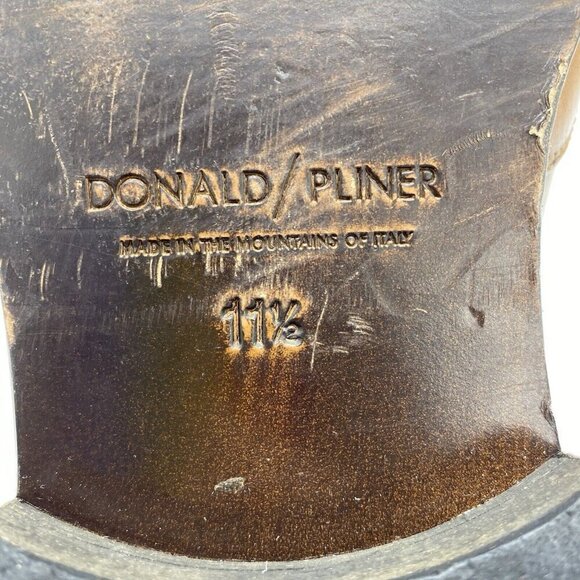 DONALD/PLINER
MADE IN THE MOUNTAINS OF ITALY
11½